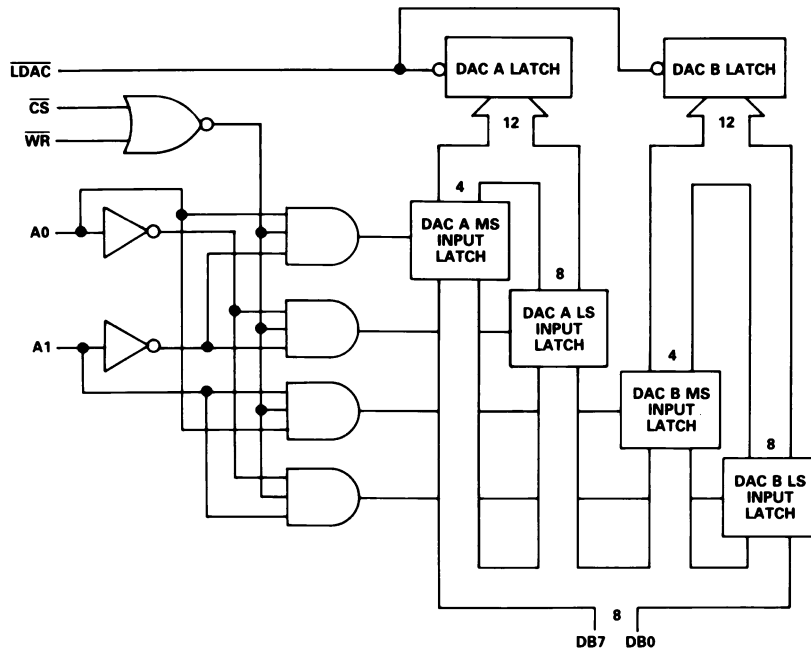 LDAC
DAC A LATCH
DAC B LATCH
CS
WR
12
12
4
A0
DAC A MS
INPUT
LATCH
8
DAC A LS
INPUT
LATCH
A1
4
DAC B MS
INPUT
LATCH
8
DAC B LS
INPUT
LATCH
8
DB7 DB0